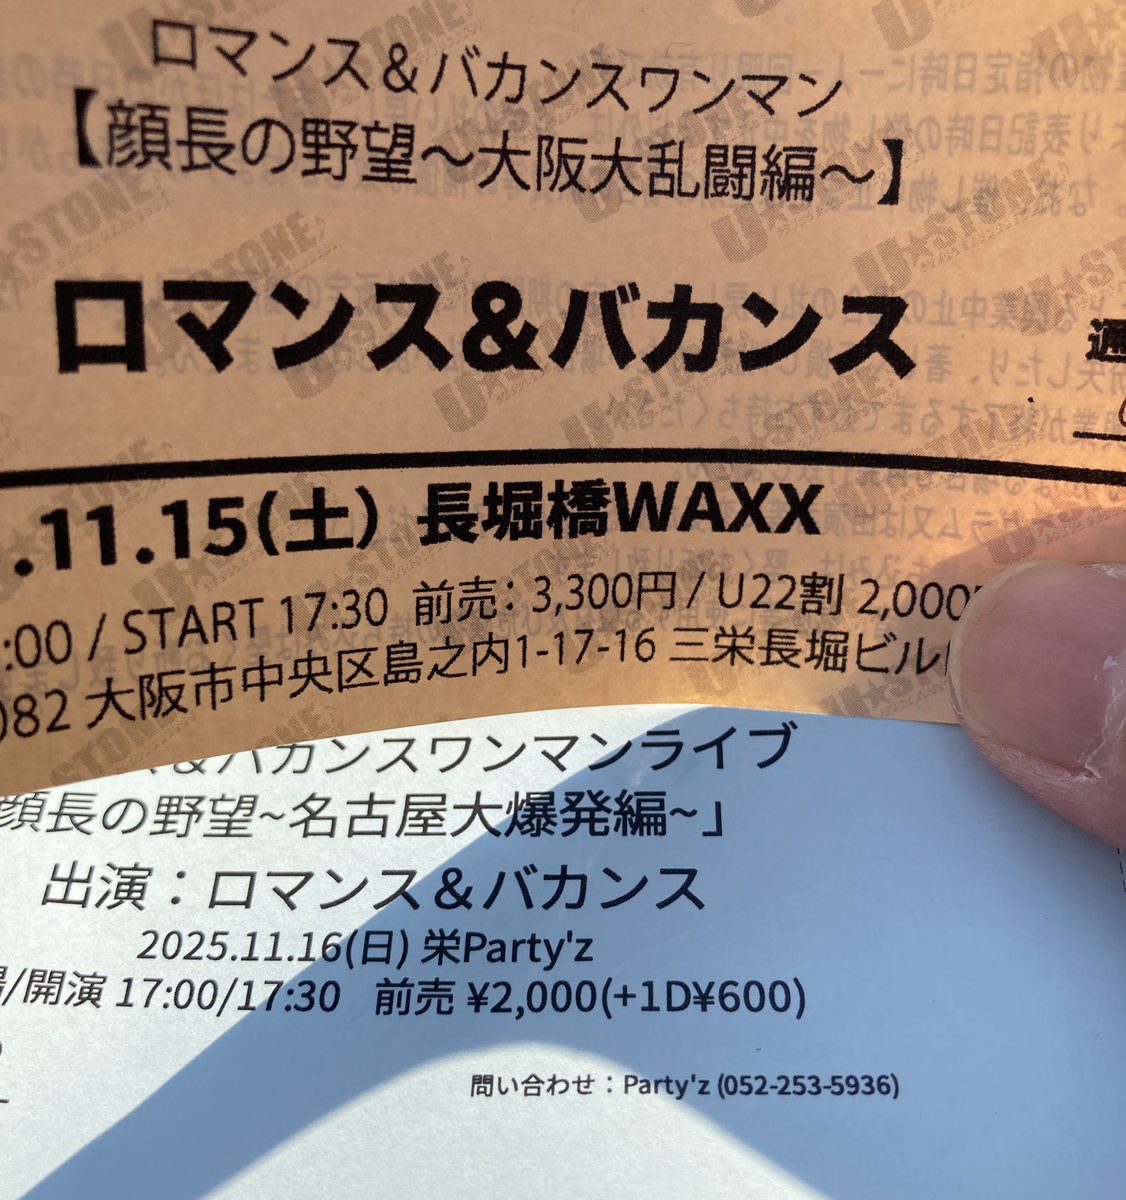 ロマンス＆バカンスワンマン
【顔長の野望～大阪大乱闘編～】
ロマンス&バカンス
通
.11.15(土) 長堀橋WAXX
:00 / START 17:30 前売: 3,300円 / U22割 2,000
082 大阪市中央区島之内1-17-16 三栄長堀ビル
＆バカンスワンマンライブ
顔長の野望~名古屋大爆発編~」
出演：ロマンス＆バカンス
2025.11.16(日) 栄Party'z
/開演 17:00/17:30 前売 ¥2,000(+1D¥600)
問い合わせ：Party'z (052-253-5936)
U★STONE